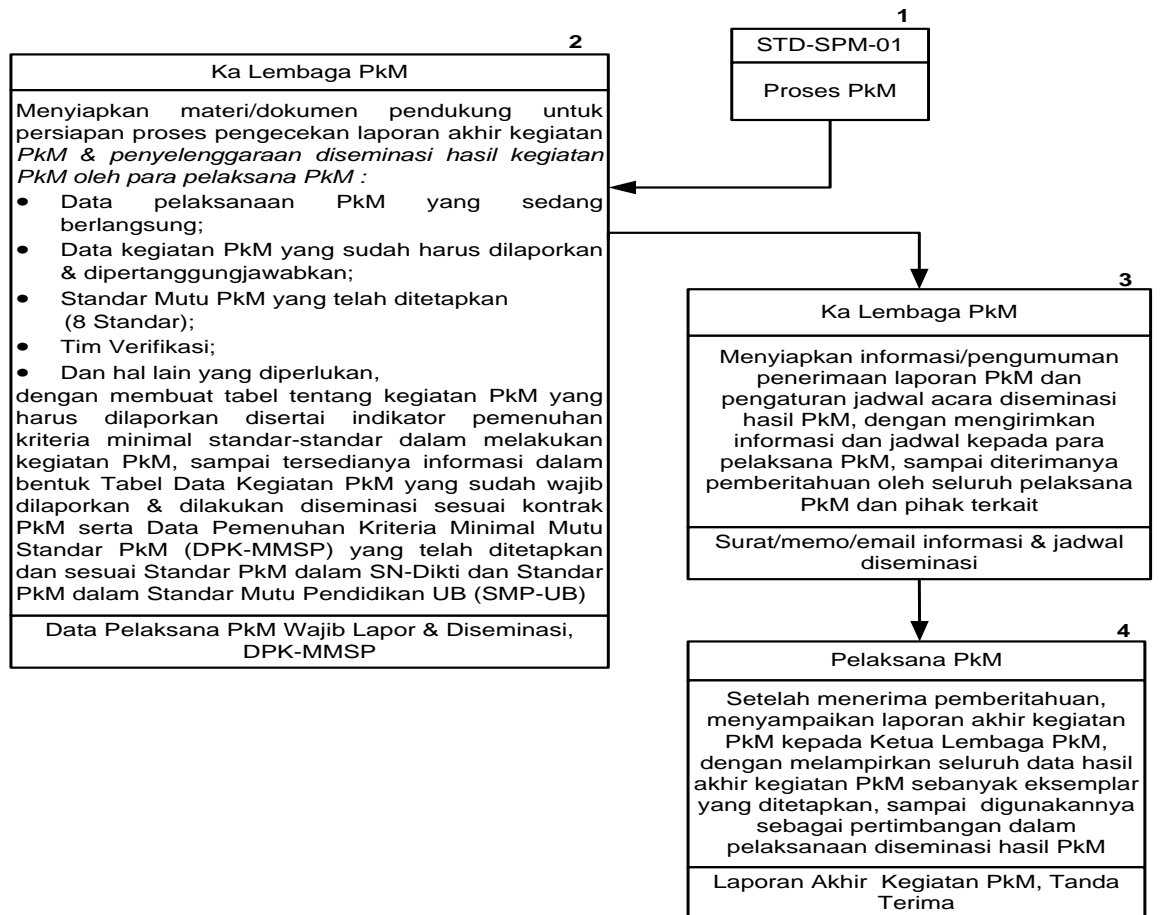 1
STD-SPM-01
Proses PkM
2
Ka Lembaga PkM
Menyiapkan materi/dokumen pendukung untuk
persiapan proses pengecekan laporan akhir kegiatan
PkM & penyelenggaraan diseminasi hasil kegiatan
PkM oleh para pelaksana PkM :
• Data pelaksanaan PkM yang sedang
berlangsung;
• Data kegiatan PkM yang sudah harus dilaporkan
& dipertanggungjawabkan;
• Standar Mutu PkM yang telah ditetapkan
(8 Standar);
• Tim Verifikasi;
• Dan hal lain yang diperlukan,
dengan membuat tabel tentang kegiatan PkM yang
harus dilaporkan disertai indikator pemenuhan
kriteria minimal standar-standar dalam melakukan
kegiatan PkM, sampai tersedianya informasi dalam
bentuk Tabel Data Kegiatan PkM yang sudah wajib
dilaporkan & dilakukan diseminasi sesuai kontrak
PkM serta Data Pemenuhan Kriteria Minimal Mutu
Standar PkM (DPK-MMSP) yang telah ditetapkan
dan sesuai Standar PkM dalam SN-Dikti dan Standar
PkM dalam Standar Mutu Pendidikan UB (SMP-UB)
Data Pelaksana PkM Wajib Lapor & Diseminasi,
DPK-MMSP
3
Ka Lembaga PkM
Menyiapkan informasi/pengumuman
penerimaan laporan PkM dan
pengaturan jadwal acara diseminasi
hasil PkM, dengan mengirimkan
informasi dan jadwal kepada para
pelaksana PkM, sampai diterimanya
pemberitahuan oleh seluruh pelaksana
PkM dan pihak terkait
Surat/memo/email informasi & jadwal
diseminasi
4
Pelaksana PkM
Setelah menerima pemberitahuan,
menyampaikan laporan akhir kegiatan
PkM kepada Ketua Lembaga PkM,
dengan melampirkan seluruh data hasil
akhir kegiatan PkM sebanyak eksemplar
yang ditetapkan, sampai digunakannya
sebagai pertimbangan dalam
pelaksanaan diseminasi hasil PkM
Laporan Akhir Kegiatan PkM, Tanda
Terima